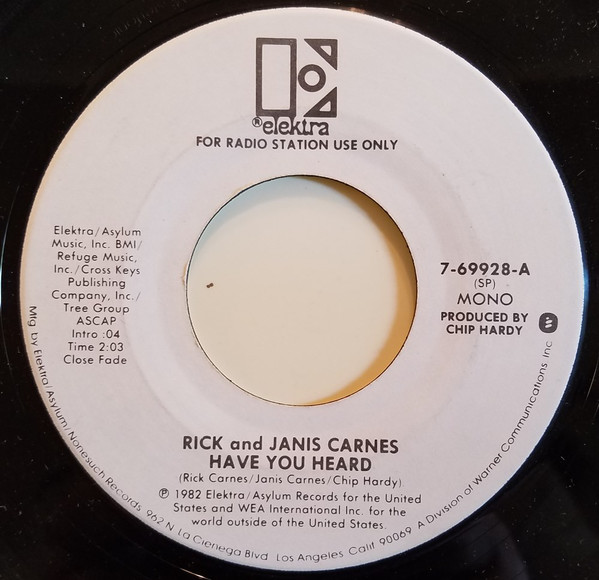 ®elektra
FOR RADIO STATION USE ONLY
Elektra/Asylum
Music, Inc. BMI/
Refuge Music,
Inc./Cross Keys
Publishing
Company, Inc./
Tree Group
ASCAP
Intro :04
Time 2:03
Close Fade
7-69928-A
(SP)
MONO
PRODUCED BY
CHIP HARDY
RICK and JANIS CARNES
HAVE YOU HEARD
(Rick Carnes/Janis Carnes/Chip Hardy)
℗ 1982 Elektra/Asylum Records for the United
States and WEA International Inc. for the
world outside of the United States.
Mfg by Elektra/Asylum/Nonesuch Records 962 N La Cienega Blvd Los Angeles Calif 90069 A Division of Warner Communications Inc